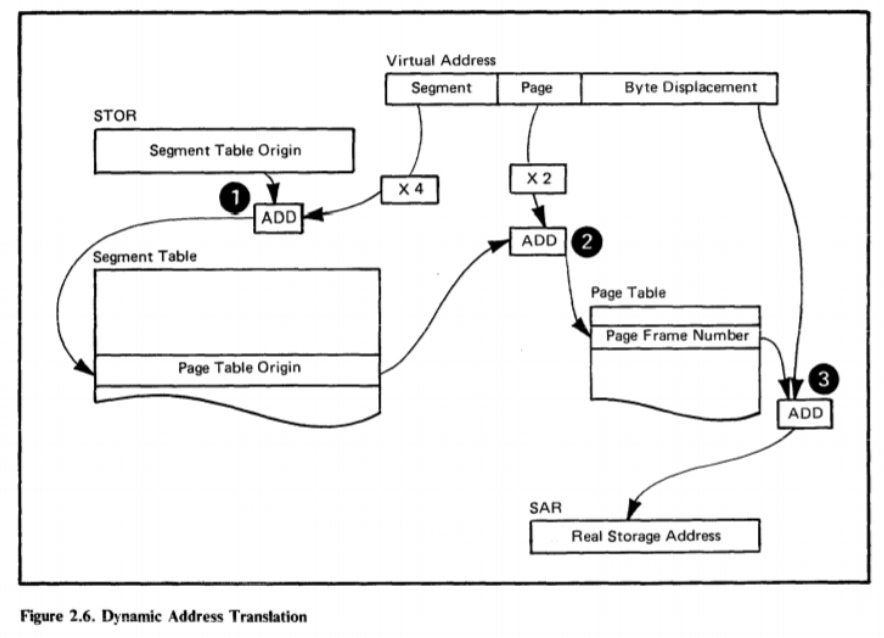 Virtual Address
Segment Page Byte Displacement
STOR
Segment Table Origin
X 4
X 2
1
ADD
ADD
2
Segment Table
Page Table
Page Frame Number
Page Table Origin
3
ADD
SAR
Real Storage Address
Figure 2.6. Dynamic Address Translation